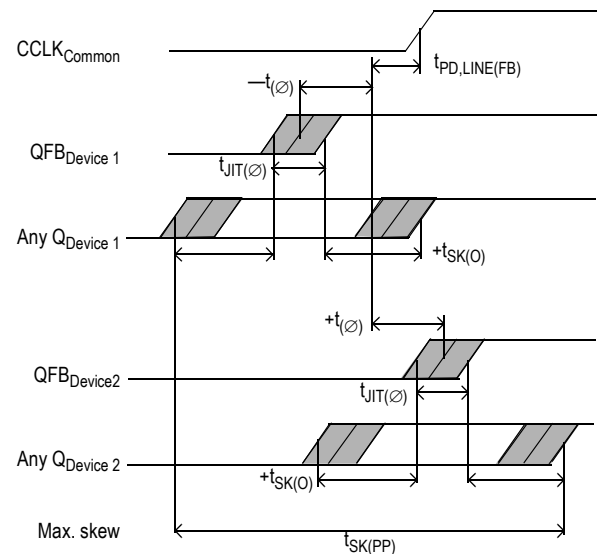 CCLKCommon
tPD,LINE(FB)
—t(∅)
QFBDevice 1
tJIT(∅)
Any QDevice 1
+tSK(O)
+t(∅)
QFBDevice2
tJIT(∅)
Any QDevice 2
+tSK(O)
Max. skew
tSK(PP)